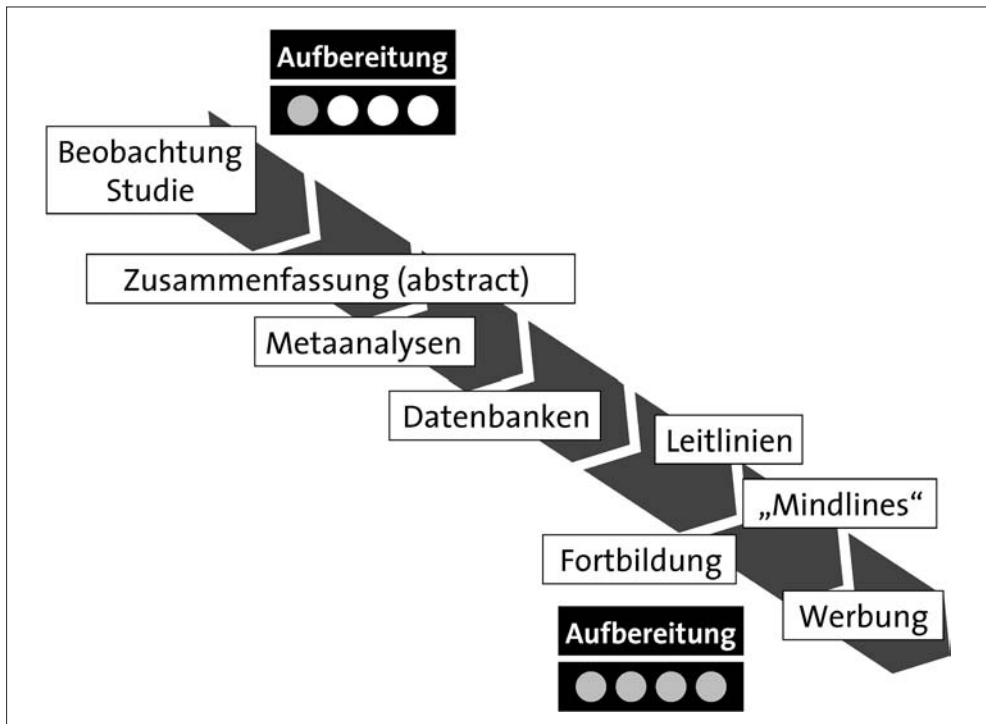 Aufbereitung
Beobachtung
Studie
Zusammenfassung (abstract)
Metaanalysen
Datenbanken
Leitlinien
„Mindlines“
Fortbildung
Werbung
Aufbereitung